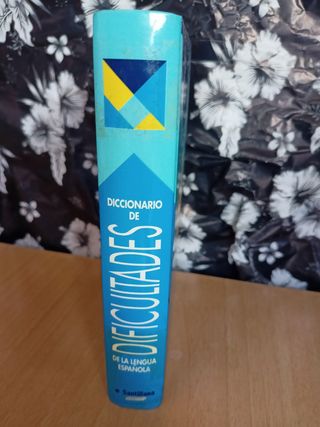 DICCIONARIO
DE
DIFICULTADES
DE LA LENGUA
ESPAÑOLA
Santillana